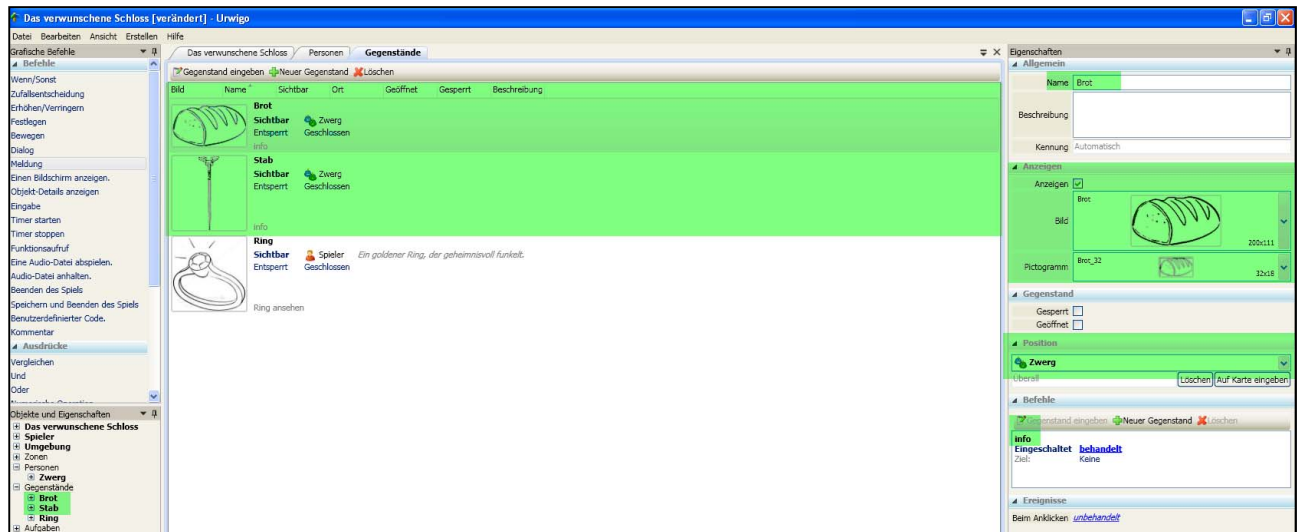 Das verwunschene Schloss [verändert] - Urwigo
Datei Bearbeiten Ansicht Erstellen Hilfe
Grafische Befehle
Befehle
Wenn/Sonst
Zufallsentscheidung
Erhöhen/Verringern
Festlegen
Bewegen
Dialog
Meldung
Einen Bildschirm anzeigen.
Objekt-Details anzeigen
Eingabe
Timer starten
Timer stoppen
Funktionsaufruf
Eine Audio-Datei abspielen.
Audio-Datei anhalten.
Beenden des Spiels
Speichern und Beenden des Spiels
Benutzerdefinierter Code.
Kommentar
Ausdrücke
Vergleichen
Und
Oder
Objekte und Eigenschaften
Das verwunschene Schloss
Spieler
Umgebung
Zonen
Personen
Zwerg
Gegenstände
Brot
Stab
Ring
Aufgaben
Das verwunschene Schloss Personen Gegenstände
Gegenstand eingeben Neuer Gegenstand Löschen
Bild Name Sichtbar Ort Geöffnet Gesperrt Beschreibung
Brot
Sichtbar Zwerg
Entsperrt Geschlossen
info
Stab
Sichtbar Zwerg
Entsperrt Geschlossen
info
Ring
Sichtbar Spieler Ein goldener Ring, der geheimnisvoll funkelt.
Entsperrt Geschlossen
Ring ansehen
Eigenschaften
Allgemein
Name Brot
Beschreibung
Kennung Automatisch
Anzeigen
Anzeigen
Brot
Bild
200x111
Brot_32
Pictogramm
32x18
Gegenstand
Gesperrt
Geöffnet
Position
Zwerg
Überall Löschen Auf Karte eingeben
Befehle
Gegenstand eingeben Neuer Gegenstand Löschen
info
Eingeschaltet behandelt
Ziel: Keine
Ereignisse
Beim Anklicken unbehandelt